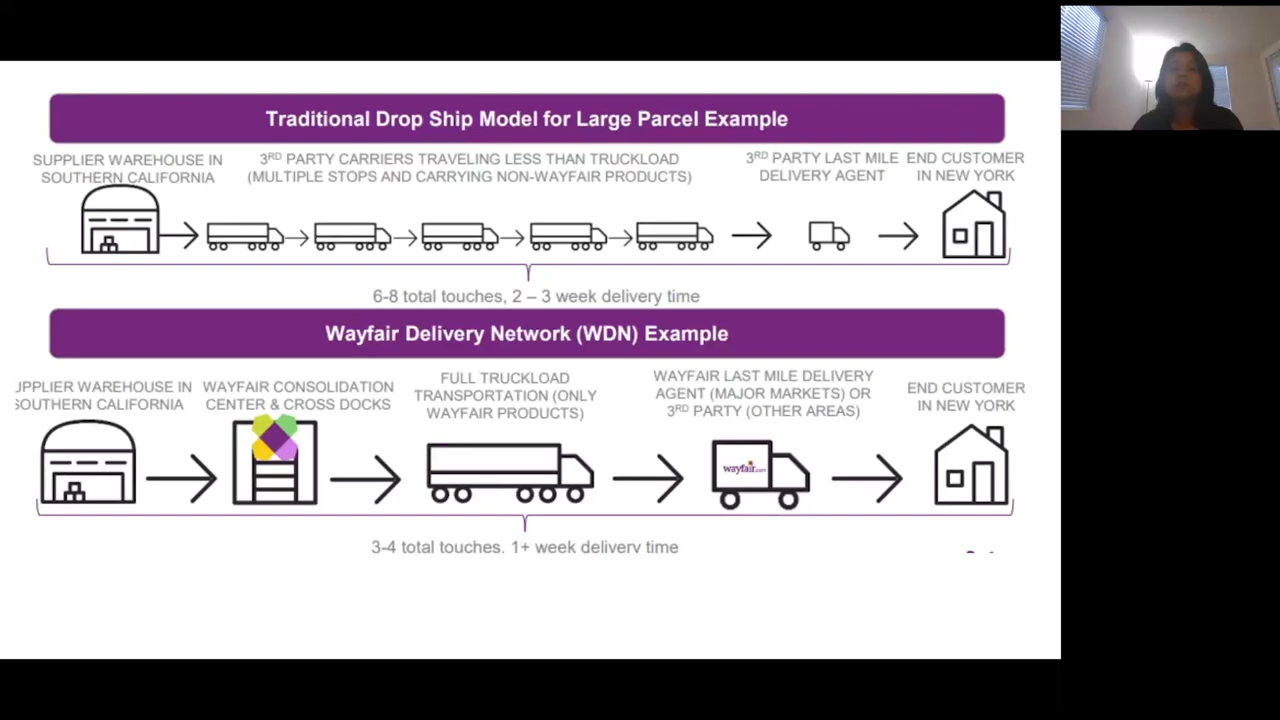 Traditional Drop Ship Model for Large Parcel Example
SUPPLIER WAREHOUSE IN
SOUTHERN CALIFORNIA
3RD PARTY CARRIERS TRAVELING LESS THAN TRUCKLOAD
(MULTIPLE STOPS AND CARRYING NON-WAYFAIR PRODUCTS)
3RD PARTY LAST MILE
DELIVERY AGENT
END CUSTOMER
IN NEW YORK
6-8 total touches, 2 – 3 week delivery time
Wayfair Delivery Network (WDN) Example
UPPLIER WAREHOUSE IN
SOUTHERN CALIFORNIA
WAYFAIR CONSOLIDATION
CENTER & CROSS DOCKS
FULL TRUCKLOAD
TRANSPORTATION (ONLY
WAYFAIR PRODUCTS)
WAYFAIR LAST MILE DELIVERY
AGENT (MAJOR MARKETS) OR
3RD PARTY (OTHER AREAS)
END CUSTOMER
IN NEW YORK
wayfair.com
3-4 total touches, 1+ week delivery time